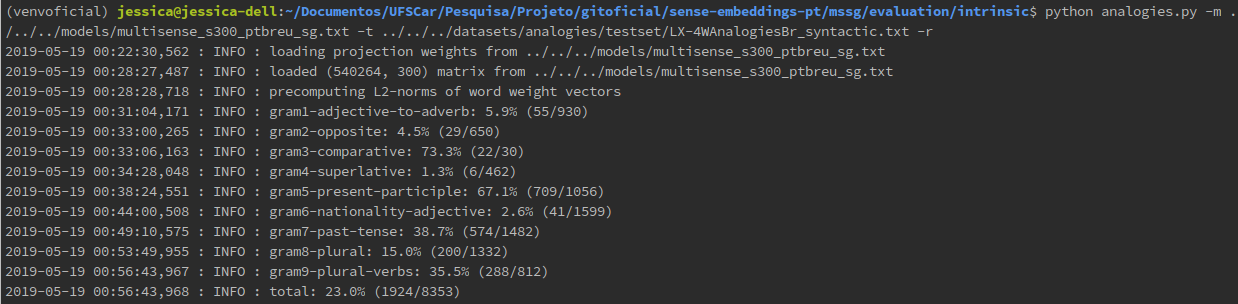 (venvoficial) jessica@jessica-dell:~/Documentos/UFSCar/Pesquisa/Projeto/gitoficial/sense-embeddings-pt/mssg/evaluation/intrinsic$ python analogies.py -m .
/../../models/multisense_s300_ptbreu_sg.txt -t ../../../datasets/analogies/testset/LX-4WAnalogiesBr_syntactic.txt -r
2019-05-19 00:22:30,562 : INFO : loading projection weights from ../../../models/multisense_s300_ptbreu_sg.txt
2019-05-19 00:28:27,487 : INFO : loaded (540264, 300) matrix from ../../../models/multisense_s300_ptbreu_sg.txt
2019-05-19 00:28:28,718 : INFO : precomputing L2-norms of word weight vectors
2019-05-19 00:31:04,171 : INFO : gram1-adjective-to-adverb: 5.9% (55/930)
2019-05-19 00:33:00,265 : INFO : gram2-opposite: 4.5% (29/650)
2019-05-19 00:33:06,163 : INFO : gram3-comparative: 73.3% (22/30)
2019-05-19 00:34:28,048 : INFO : gram4-superlative: 1.3% (6/462)
2019-05-19 00:38:24,551 : INFO : gram5-present-participle: 67.1% (709/1056)
2019-05-19 00:44:00,508 : INFO : gram6-nationality-adjective: 2.6% (41/1599)
2019-05-19 00:49:10,575 : INFO : gram7-past-tense: 38.7% (574/1482)
2019-05-19 00:53:49,955 : INFO : gram8-plural: 15.0% (200/1332)
2019-05-19 00:56:43,967 : INFO : gram9-plural-verbs: 35.5% (288/812)
2019-05-19 00:56:43,968 : INFO : total: 23.0% (1924/8353)